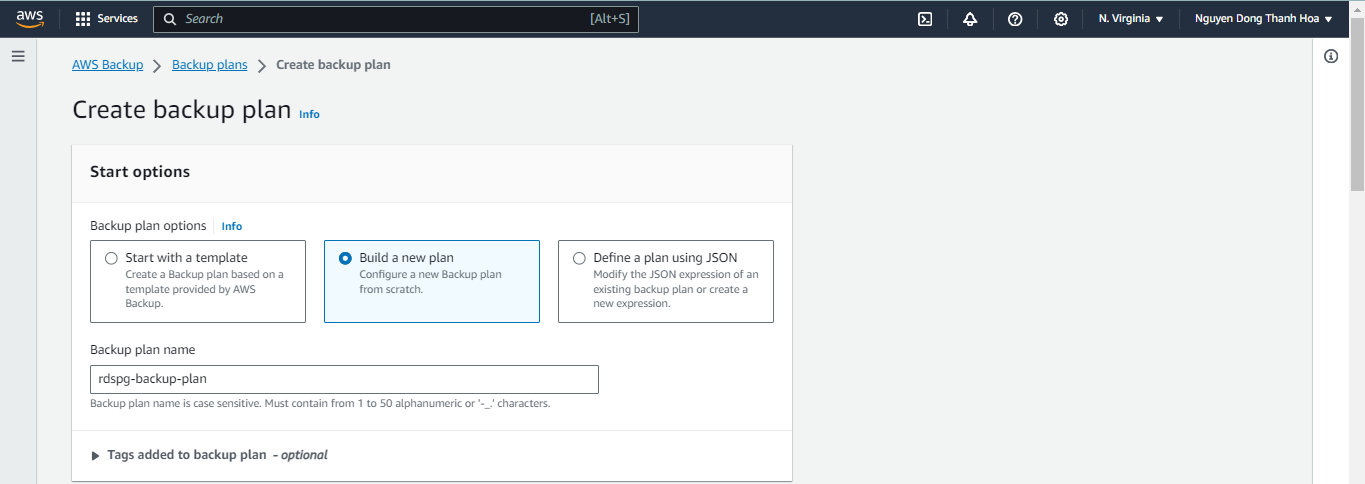 aws Services Search [Alt+S] N. Virginia ▼ Nguyen Dong Thanh Hoa ▼
AWS Backup > Backup plans > Create backup plan
Create backup plan Info
Start options
Backup plan options Info
Start with a template
Create a Backup plan based on a
template provided by AWS
Backup.
Build a new plan
Configure a new Backup plan
from scratch.
Define a plan using JSON
Modify the JSON expression of an
existing backup plan or create a
new expression.
Backup plan name
rdspg-backup-plan
Backup plan name is case sensitive. Must contain from 1 to 50 alphanumeric or '-_.' characters.
▶ Tags added to backup plan - optional